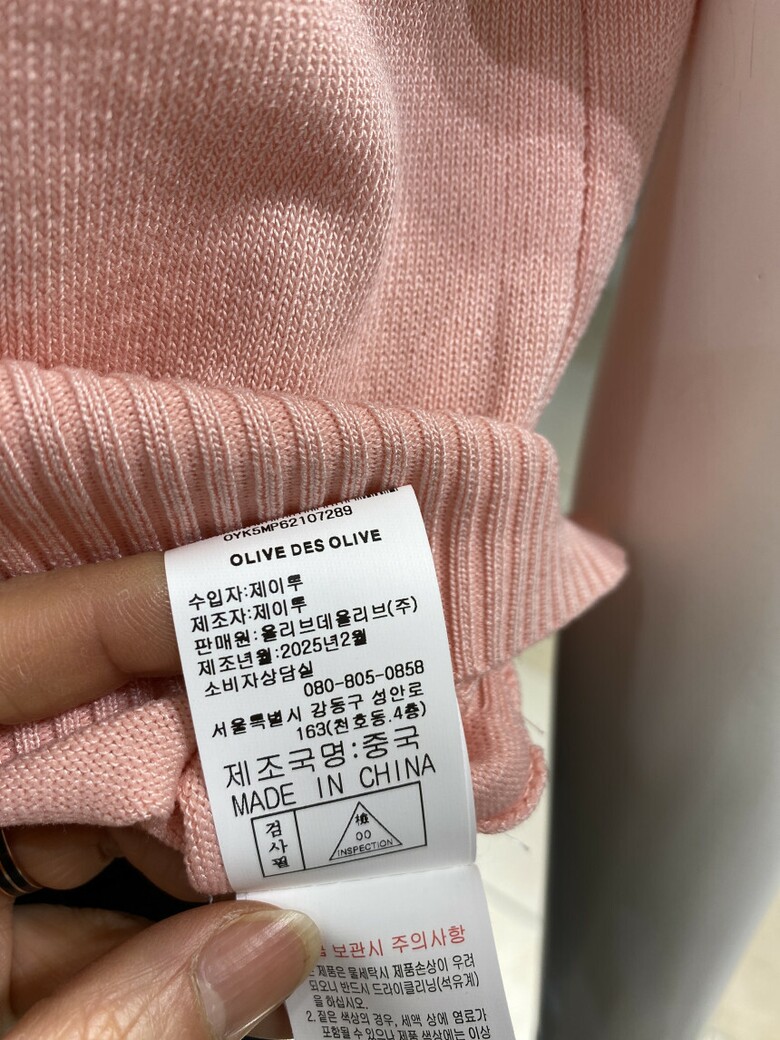 OYK5MP62107289
OLIVE DES OLIVE
수입자:제이투
제조자:제이투
판매원:올리브데올리브(주)
제조년월:2025년2월
소비자상담실
080-805-0858
서울특별시 강동구 성안로
163(천호동.4층)
제조국명:중국
MADE IN CHINA
검사필
檢
OO
INSPECTION
보관시 주의사항
제품은 물세탁시 제품손상이 우려
되오니 반드시 드라이클리닝(석유계)
을 하십시오.
2. 짙은 색상의 경우, 세액 상에 염료가
포함될 수 있으나 제품 색상에는 이상